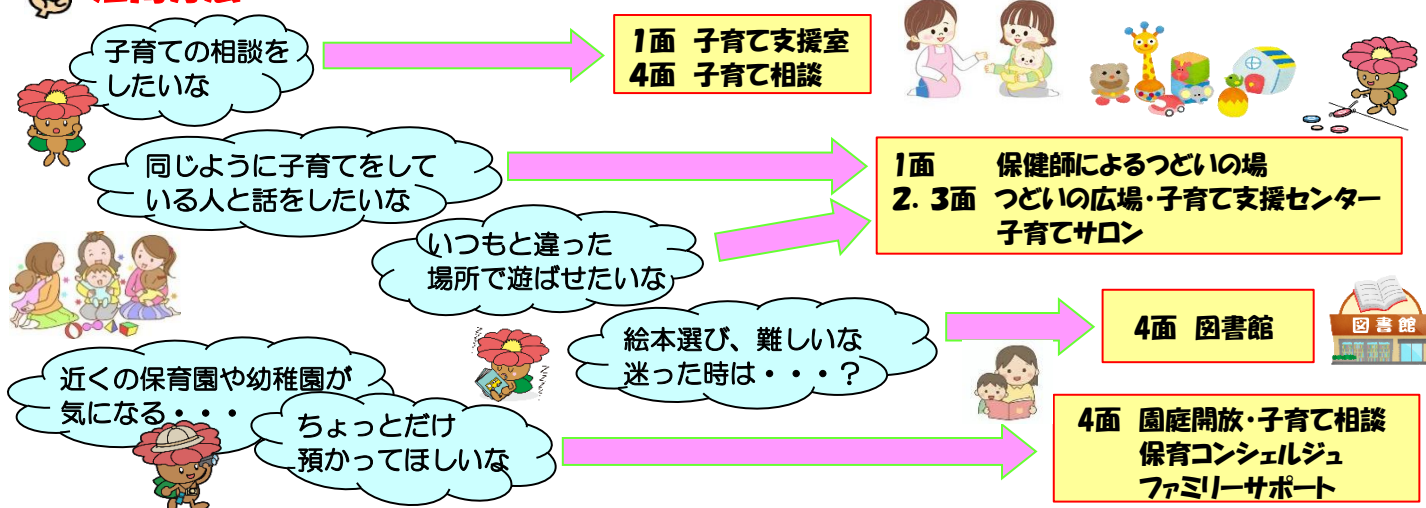 子育ての相談を
したいな
1面 子育て支援室
4面 子育て相談
同じように子育てをして
いる人と話をしたいな
いつもと違った
場所で遊ばせたいな
1面 保健師によるつどいの場
2.3面 つどいの広場・子育て支援センター
子育てサロン
絵本選び、難しいな
迷った時は・・・?
4面 図書館
図書館
近くの保育園や幼稚園が
気になる・・・
ちょっとだけ
預かってほしいな
4面 園庭開放・子育て相談
保育コンシェルジュ
ファミリーサポート